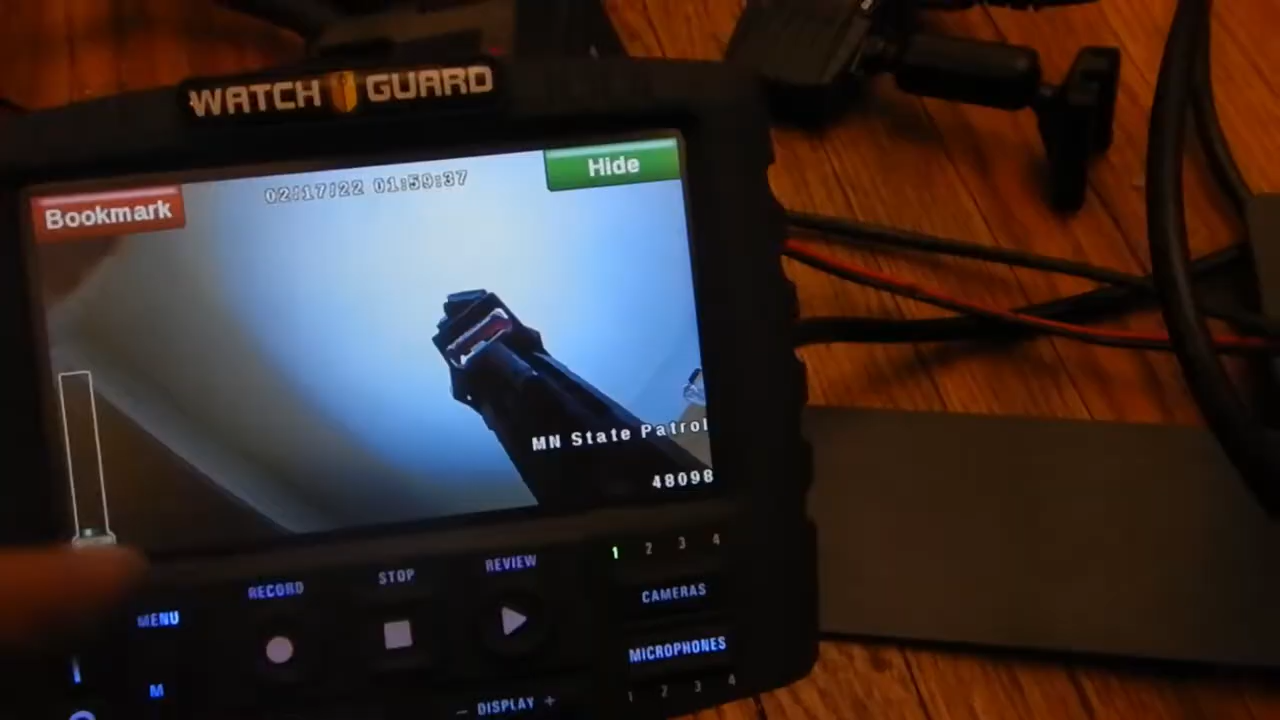 WATCH GUARD
Bookmark
02/17/22 01:59:37
Hide
MN State Patrol
48098
MENU
RECORD
STOP
REVIEW
1 2 3 4
CAMERAS
MICROPHONES
1 2 3 4
M
- DISPLAY +